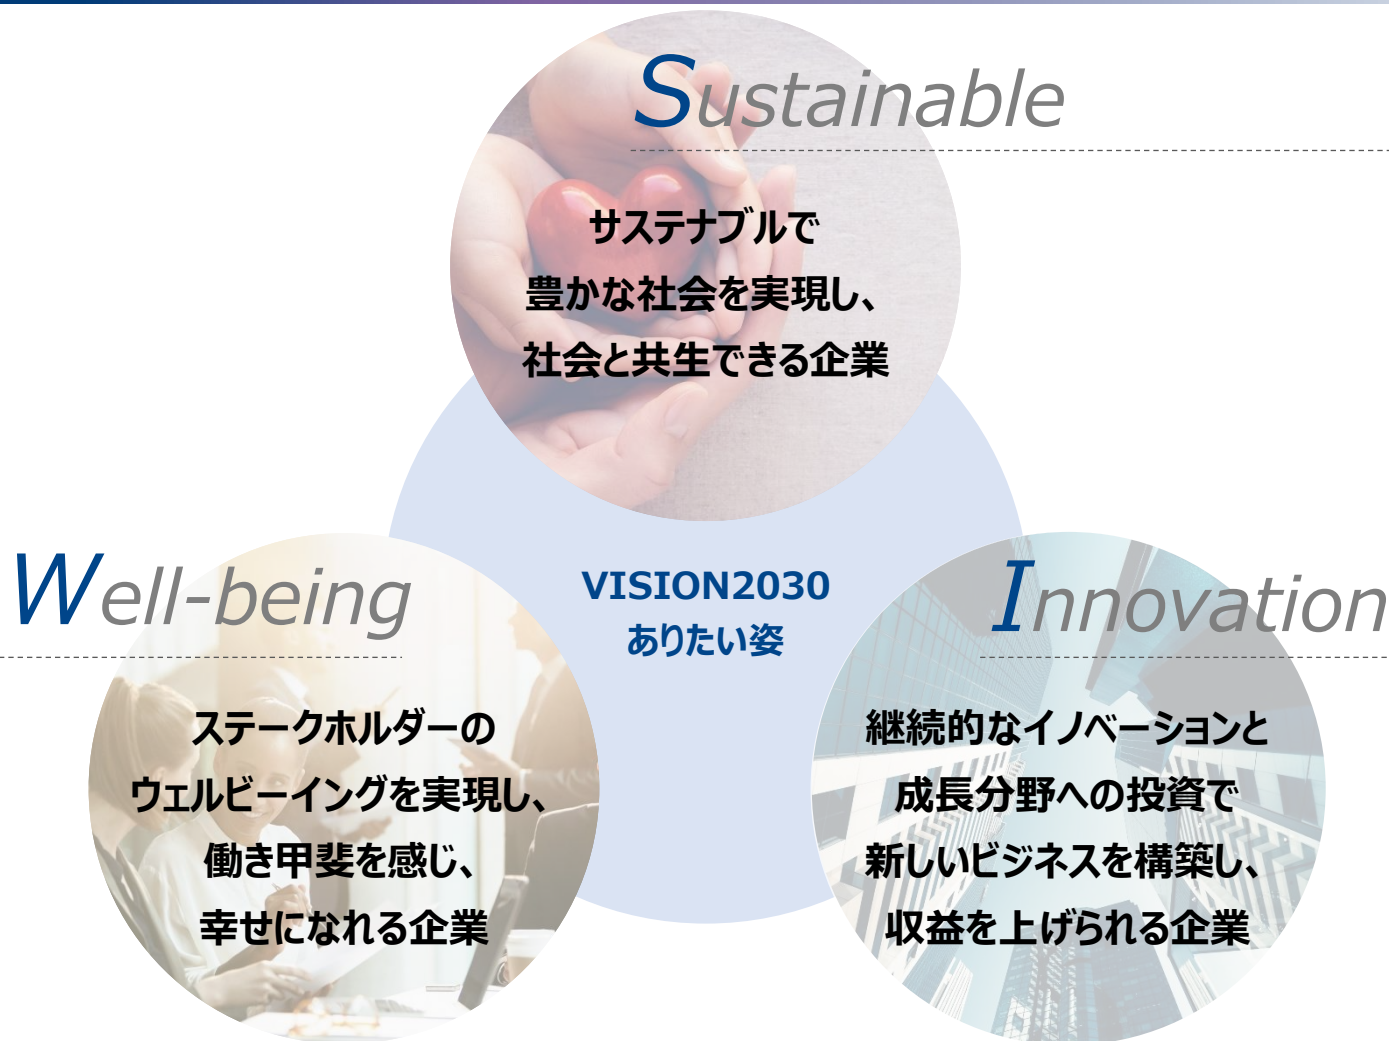 Sustainable
サステナブルで
豊かな社会を実現し、
社会と共生できる企業
VISION2030
ありたい姿
Well-being
ステークホルダーの
ウェルビーイングを実現し、
働き甲斐を感じ、
幸せになれる企業
Innovation
継続的なイノベーションと
成長分野への投資で
新しいビジネスを構築し、
収益を上げられる企業